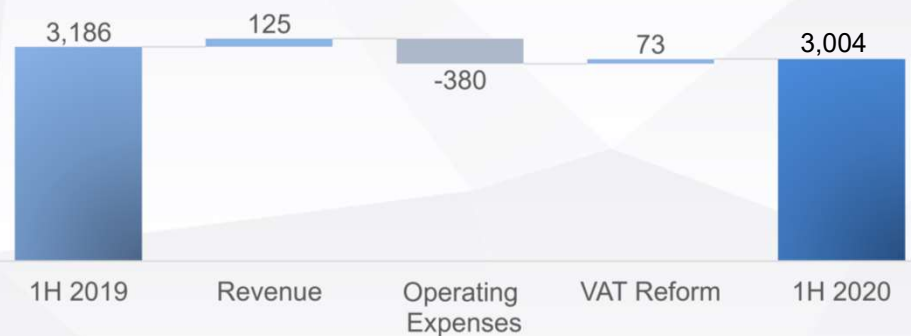 3,186
125
-380
73
3,004
1H 2019
Revenue
Operating
Expenses
VAT Reform
1H 2020